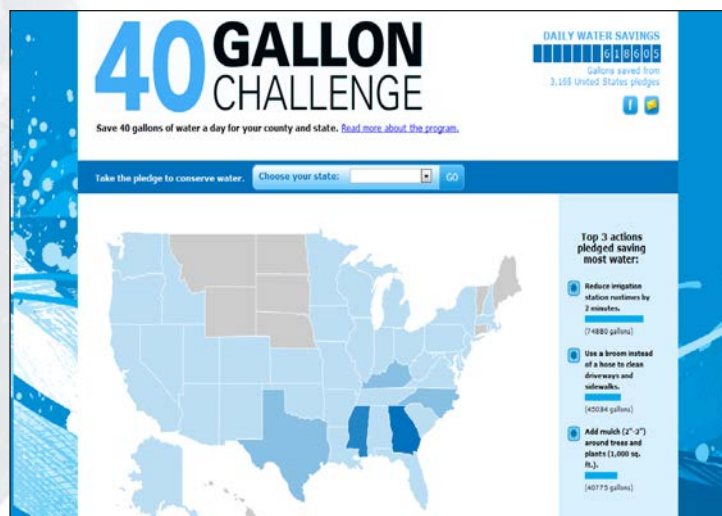 40 GALLON
CHALLENGE
Save 40 gallons of water a day for your county and state. Read more about the program.
DAILY WATER SAVINGS
618605
Gallons saved from
3,168 United States pledges
f
Take the pledge to conserve water.
Choose your state:
GO
Top 3 actions
pledged saving
most water:
Reduce irrigation
station runtimes by
2 minutes.
(74880 gallons)
Use a broom instead
of a hose to clean
driveways and
sidewalks.
(45084 gallons)
Add mulch (2"-3")
around trees and
plants (1,000 sq.
ft.).
(40775 gallons)